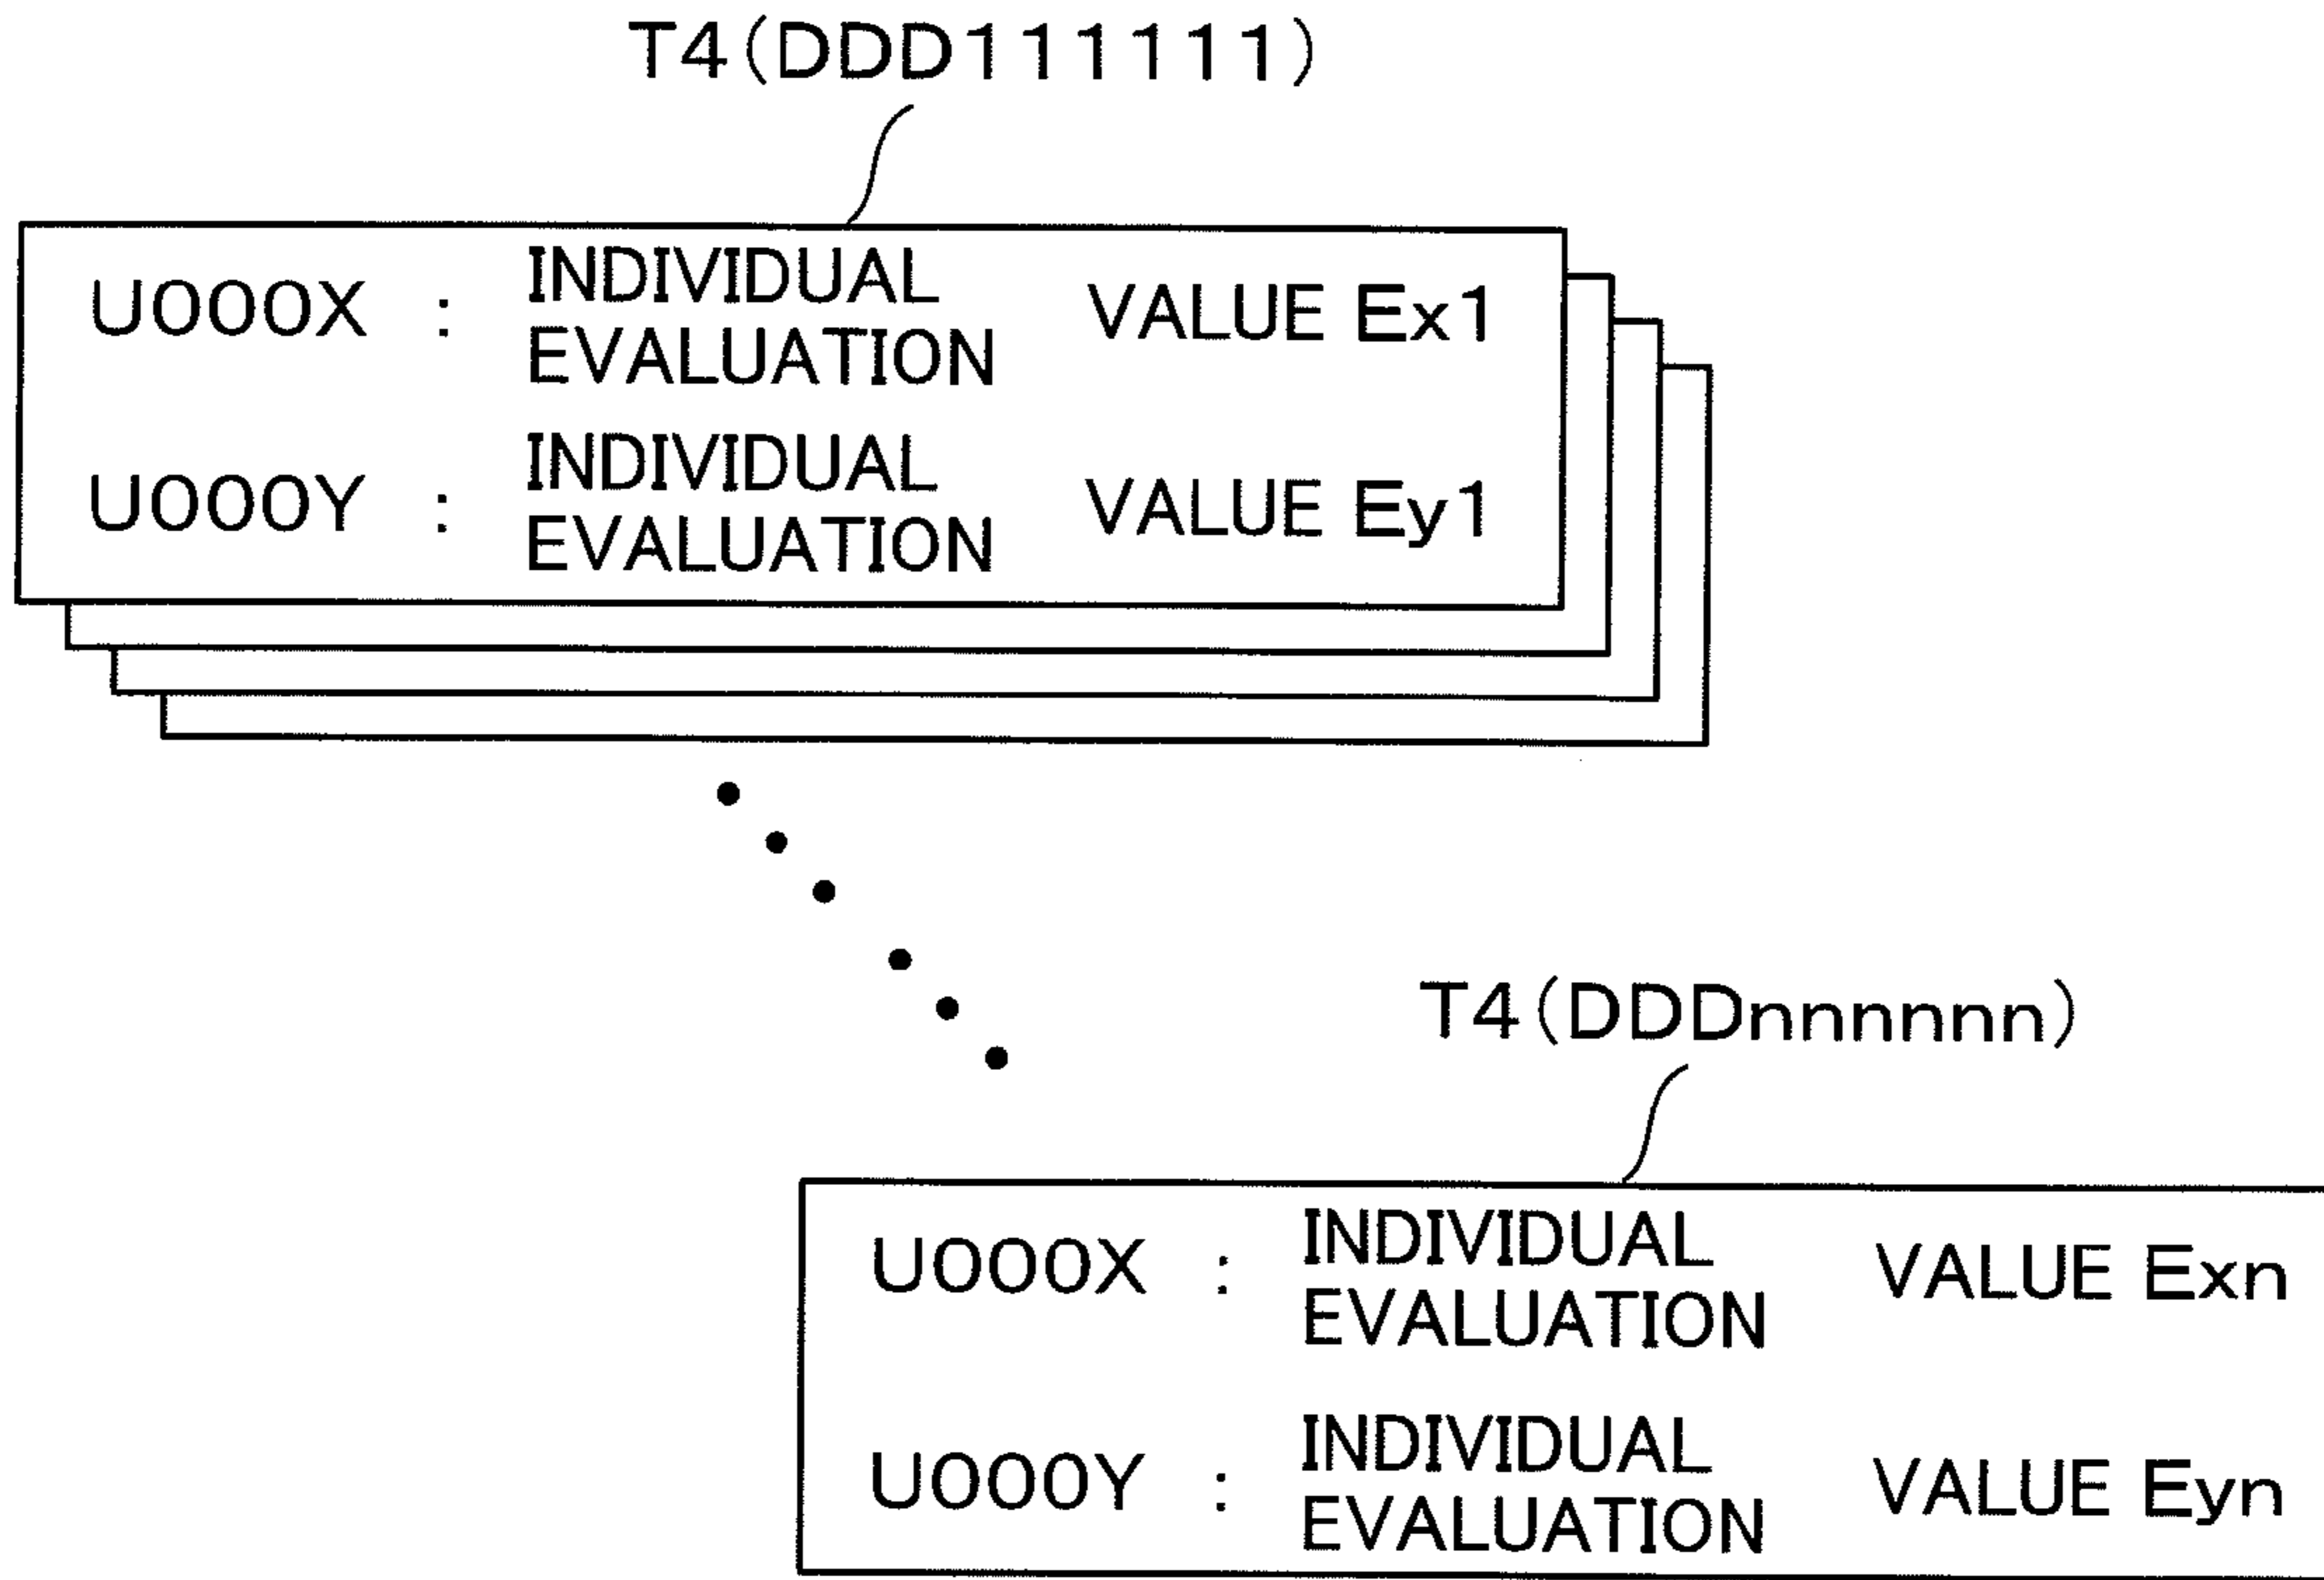 T4(DDD111111)
U000X : INDIVIDUAL EVALUATION VALUE Ex1
U000Y : INDIVIDUAL EVALUATION VALUE Ey1
T4(DDDnnnnnn)
U000X : INDIVIDUAL EVALUATION VALUE Exn
U000Y : INDIVIDUAL EVALUATION VALUE Eyn